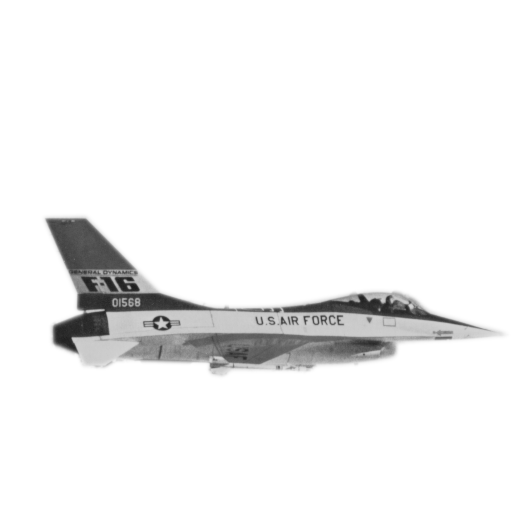 GENERAL DYNAMICS
F-16
01568
U.S. AIR FORCE